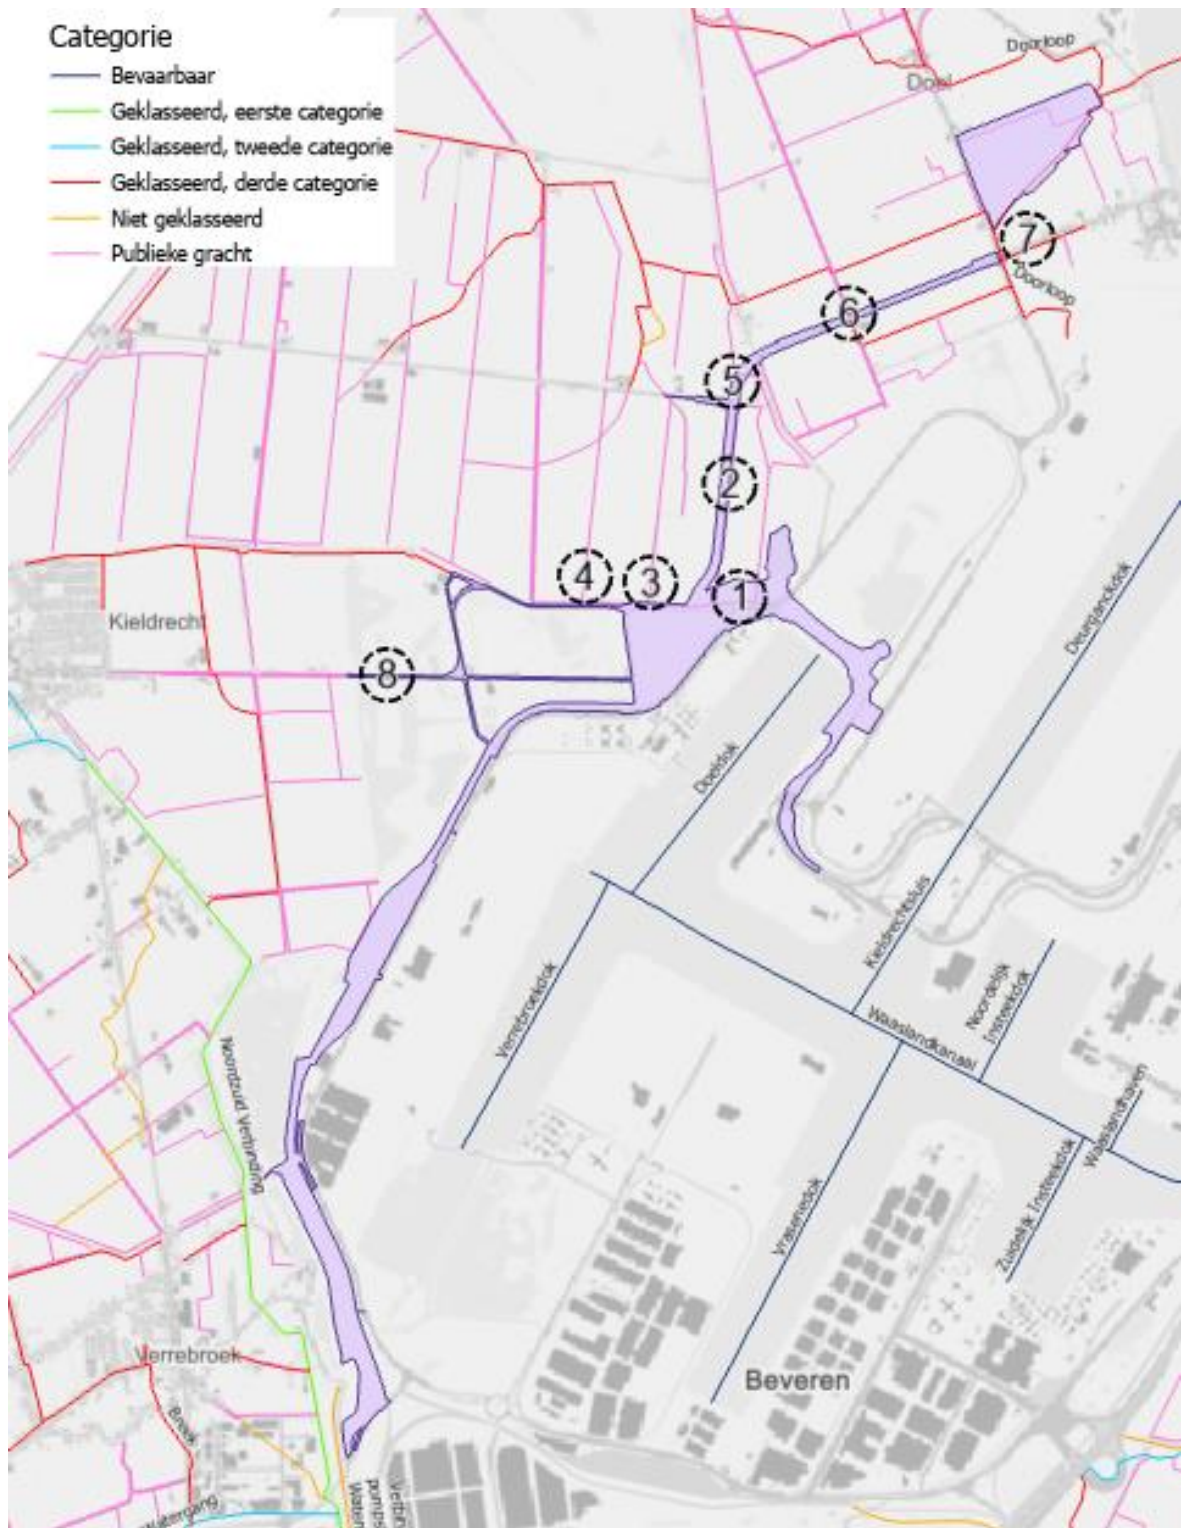 Categorie
Bevaarbaar
Geklasseerd, eerste categorie
Geklasseerd, tweede categorie
Geklasseerd, derde categorie
Niet geklasseerd
Publieke gracht
Doorloop
Doel
7
Doorloop
6
5
2
4
3
1
Kieldrecht
8
Deurganckdok
Doeldok
Kieldrechtsluis
Verrebroekdok
Noordelijk
Insteekdok
Waaslandkanaal
Noordzuid Verbinding
Waaslandhaven
Zuidelijk Insteekdok
Vrasenedok
Verrebroek
Beveren
Watergang